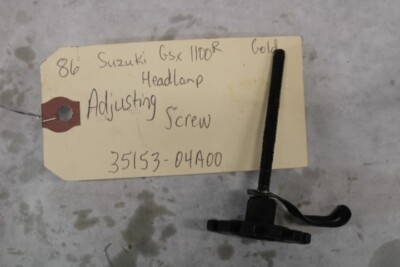 86 Suzuki Gsx 1100R Gold
Headlamp
Adjusting
Screw
35153-04A00